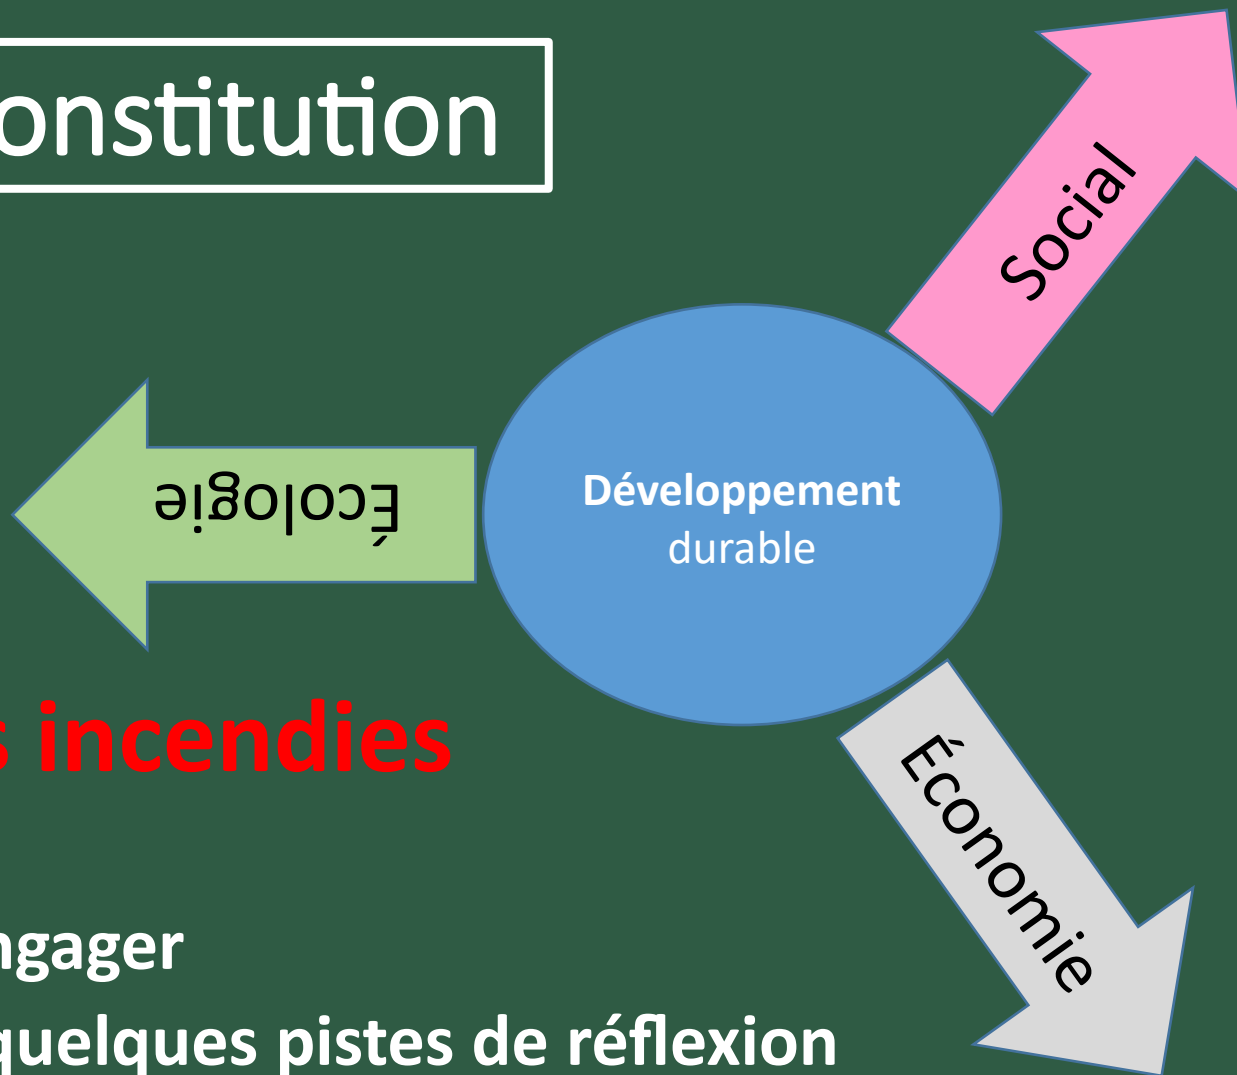 onstitution
Social
Écologie
Développement
durable
s incendies
Économie
ngager
quelques pistes de réflexion